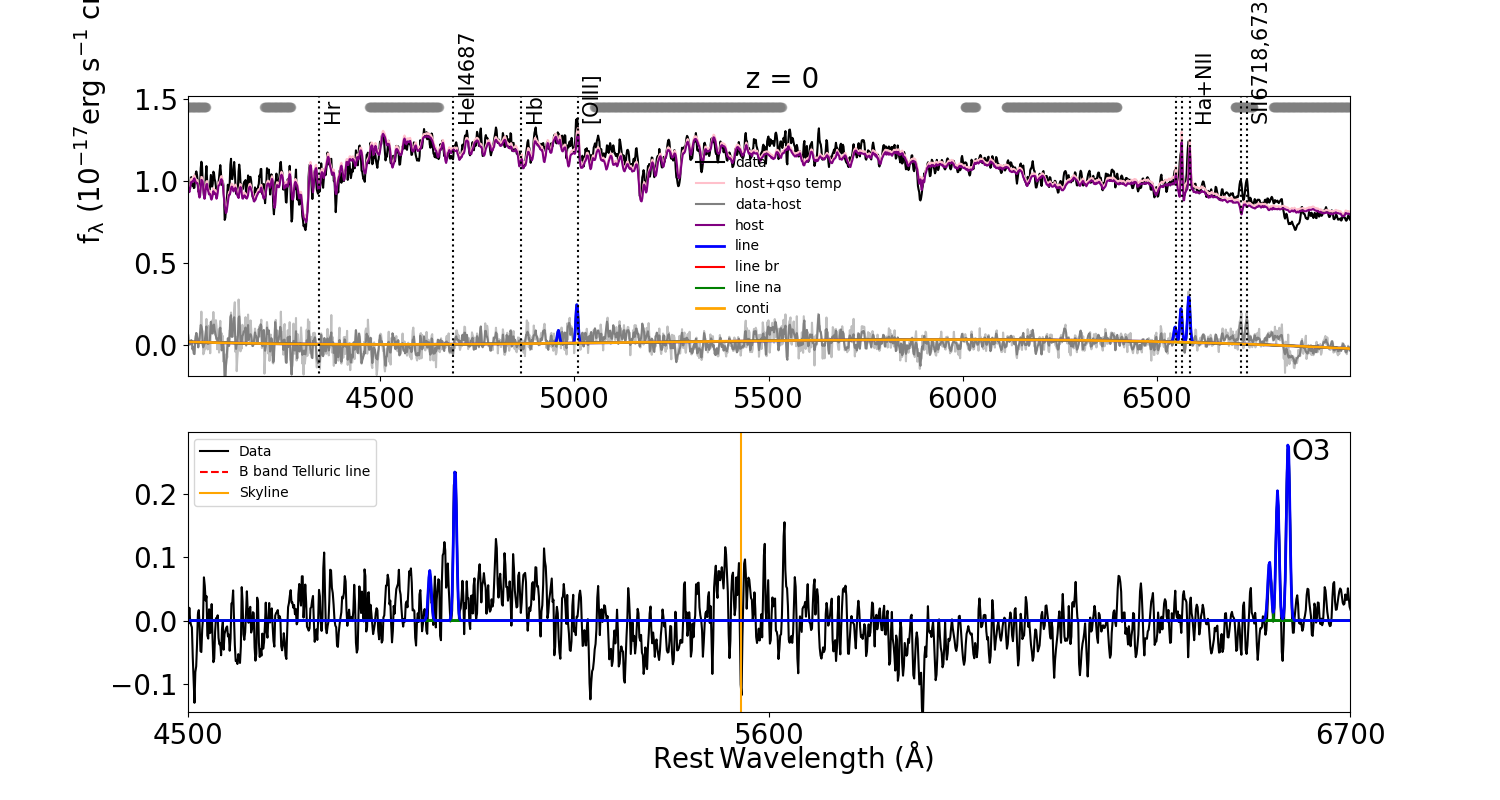 z = 0
f_λ (10⁻¹⁷erg s⁻¹ c
Hr
HeII4687
Hb
[OIII]
Ha+NII
SII6718,673
1.5
1.0
0.5
0.0
data
host+qso temp
data-host
host
line
line br
line na
conti
4500 5000 5500 6000 6500
Data
B band Telluric line
Skyline
O3
0.2
0.1
0.0
−0.1
4500 5600 6700
Rest Wavelength (Å)